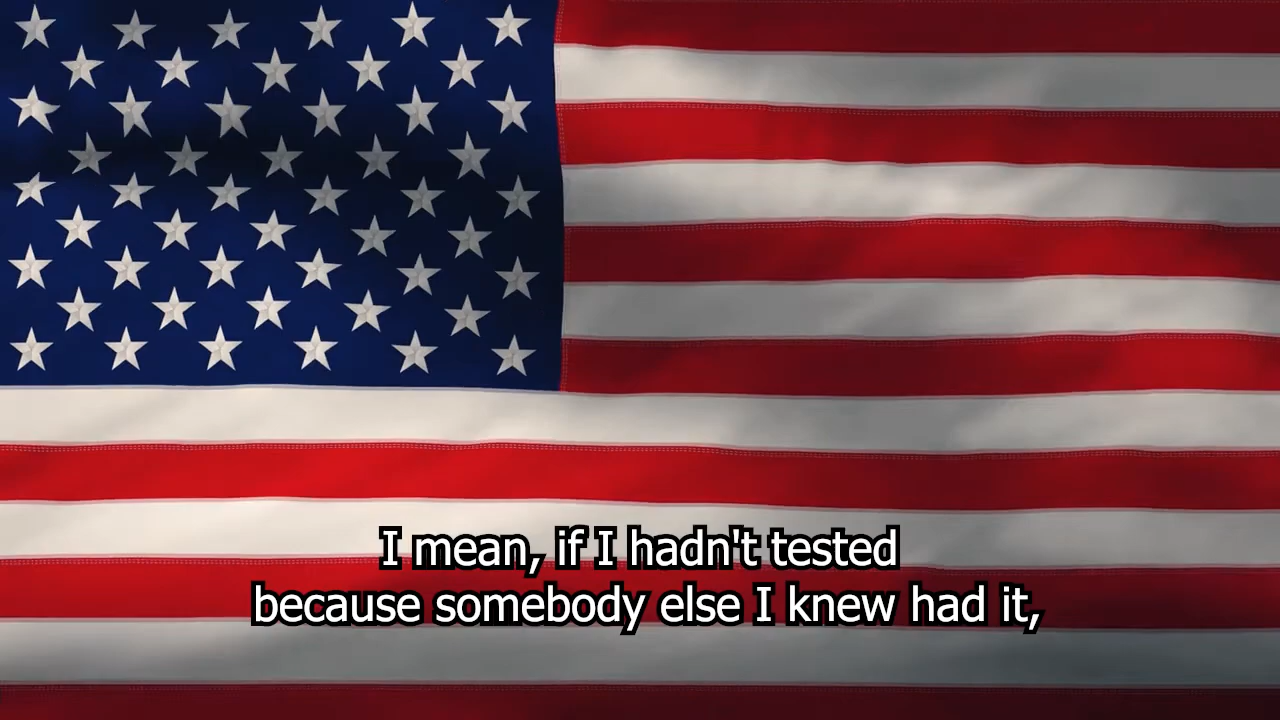 I mean, if I hadn't tested
because somebody else I knew had it,